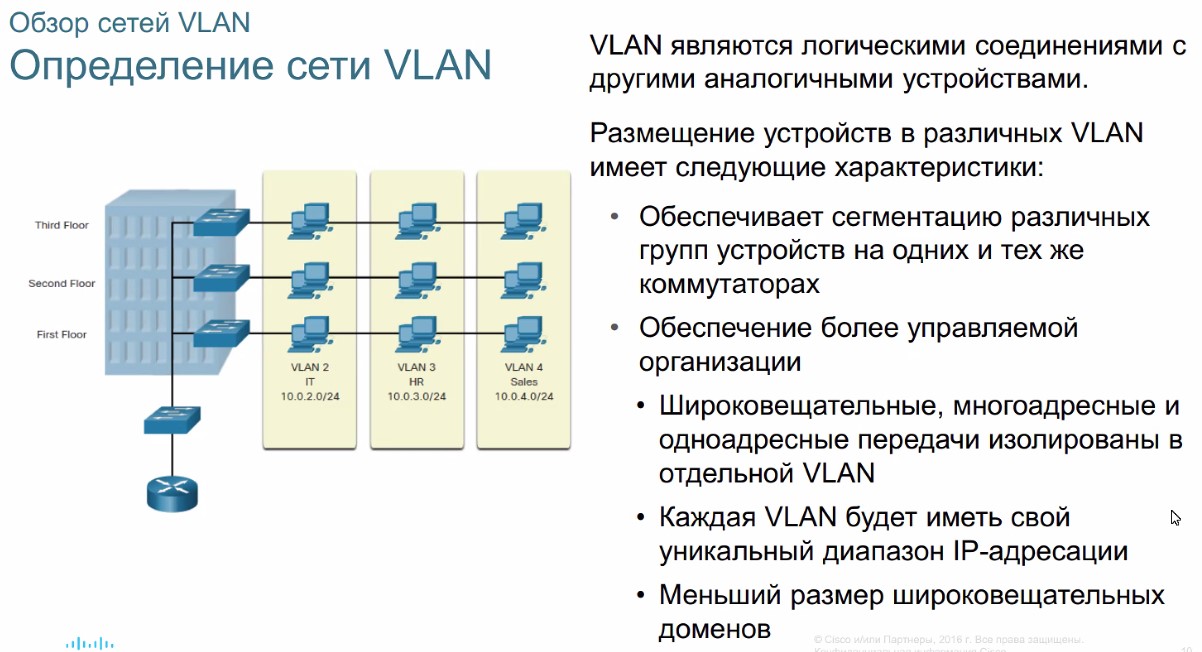 Обзор сетей VLAN
Определение сети VLAN
Third Floor
Second Floor
First Floor
VLAN 2
IT
10.0.2.0/24
VLAN 3
HR
10.0.3.0/24
VLAN 4
Sales
10.0.4.0/24
VLAN являются логическими соединениями с
другими аналогичными устройствами.
Размещение устройств в различных VLAN
имеет следующие характеристики:
• Обеспечивает сегментацию различных
групп устройств на одних и тех же
коммутаторах
• Обеспечение более управляемой
организации
• Широковещательные, многоадресные и
одноадресные передачи изолированы в
отдельной VLAN
• Каждая VLAN будет иметь свой
уникальный диапазон IP-адресации
• Меньший размер широковещательных
доменов
© Cisco и/или Партнеры, 2016 г. Все права защищены.